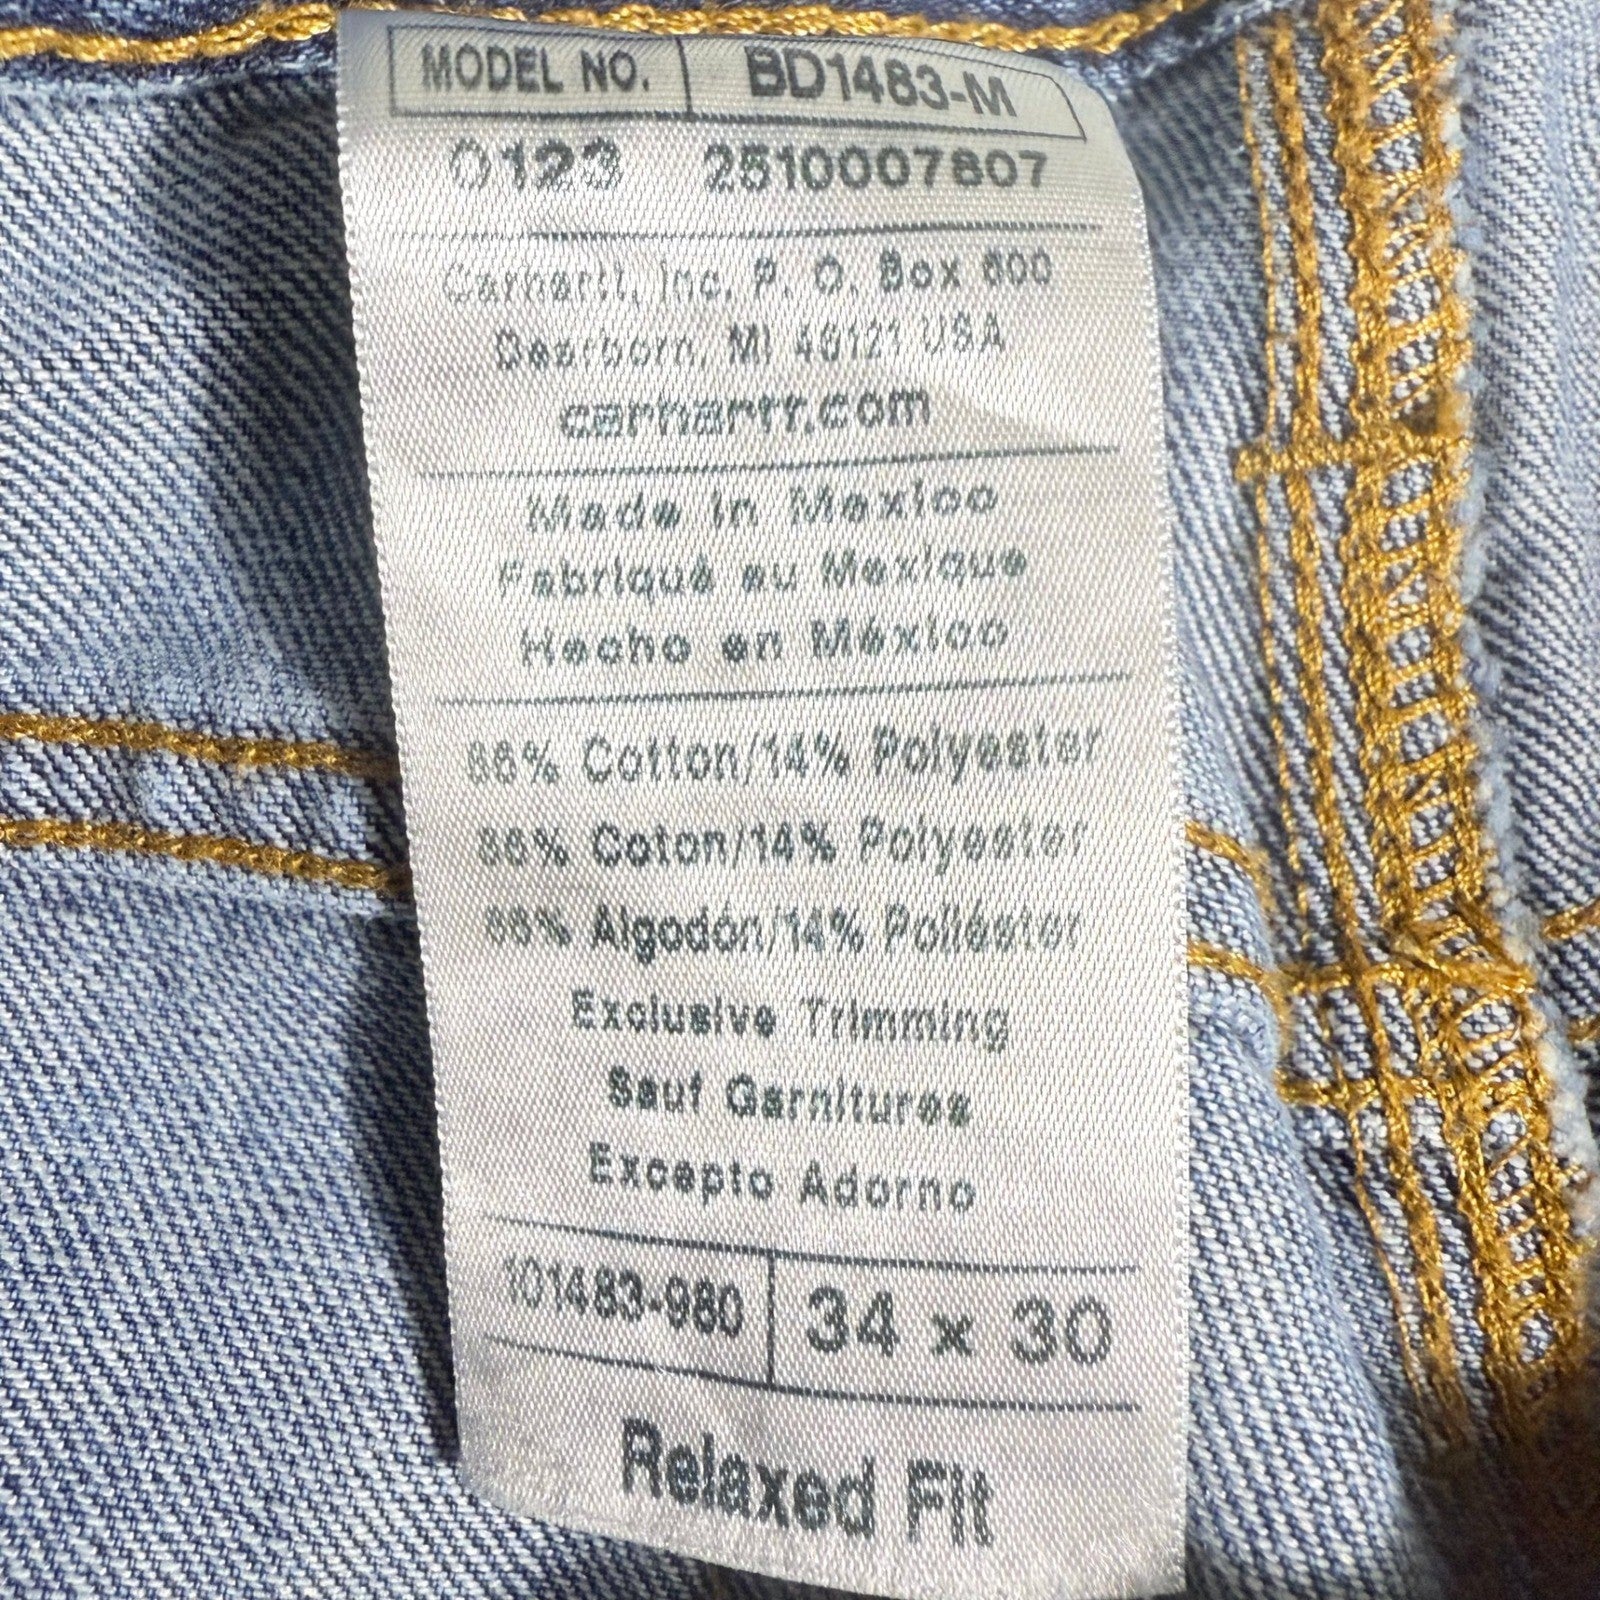 MODEL NO. BD1483-M
0123 2510007807
Carhartt, Inc. P. O. Box 600
Dearborn, MI 48121 USA
carhartt.com
Made in Mexico
Fabriqué au Mexique
Hecho en México
86% Cotton/14% Polyester
86% Coton/14% Polyester
86% Algodón/14% Poliéster
Exclusive Trimming
Sauf Garnitures
Excepto Adorno
101483-980 34 x 30
Relaxed Fit